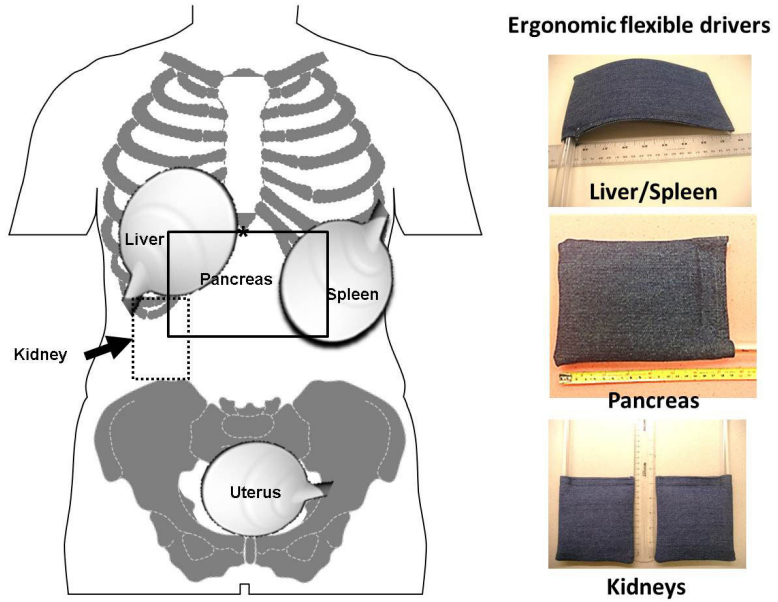 Ergonomic flexible drivers
Liver
*
Pancreas
Spleen
Kidney
Uterus
Liver/Spleen
Pancreas
Kidneys